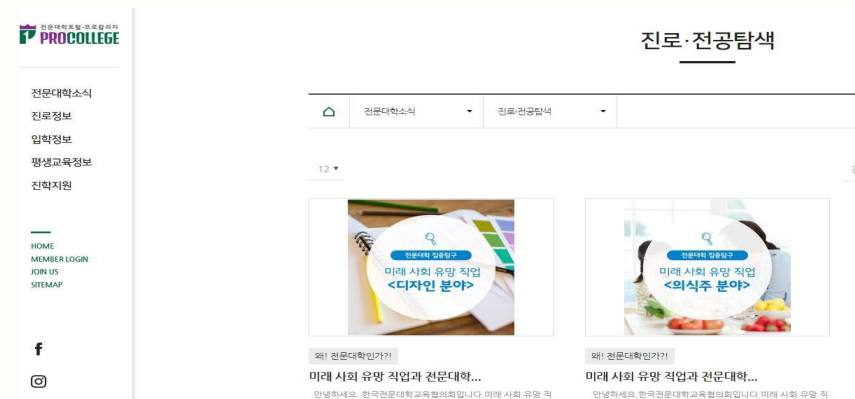 전문대학포털-프로칼리지
PROCOLLEGE
전문대학소식
진로정보
입학정보
평생교육정보
진학지원
HOME
MEMBER LOGIN
JOIN US
SITEMAP
f
진로·전공탐색
전문대학소식
진로·전공탐색
12
전문대학 집중탐구
미래 사회 유망 직업
<디자인 분야>
왜! 전문대학인가?!
미래 사회 유망 직업과 전문대학...
안녕하세요. 한국전문대학교육협의회입니다.미래 사회 유망 직
전문대학 집중탐구
미래 사회 유망 직업
<의식주 분야>
왜! 전문대학인가?!
미래 사회 유망 직업과 전문대학...
안녕하세요.한국전문대학교육협의회입니다.미래 사회 유망 직